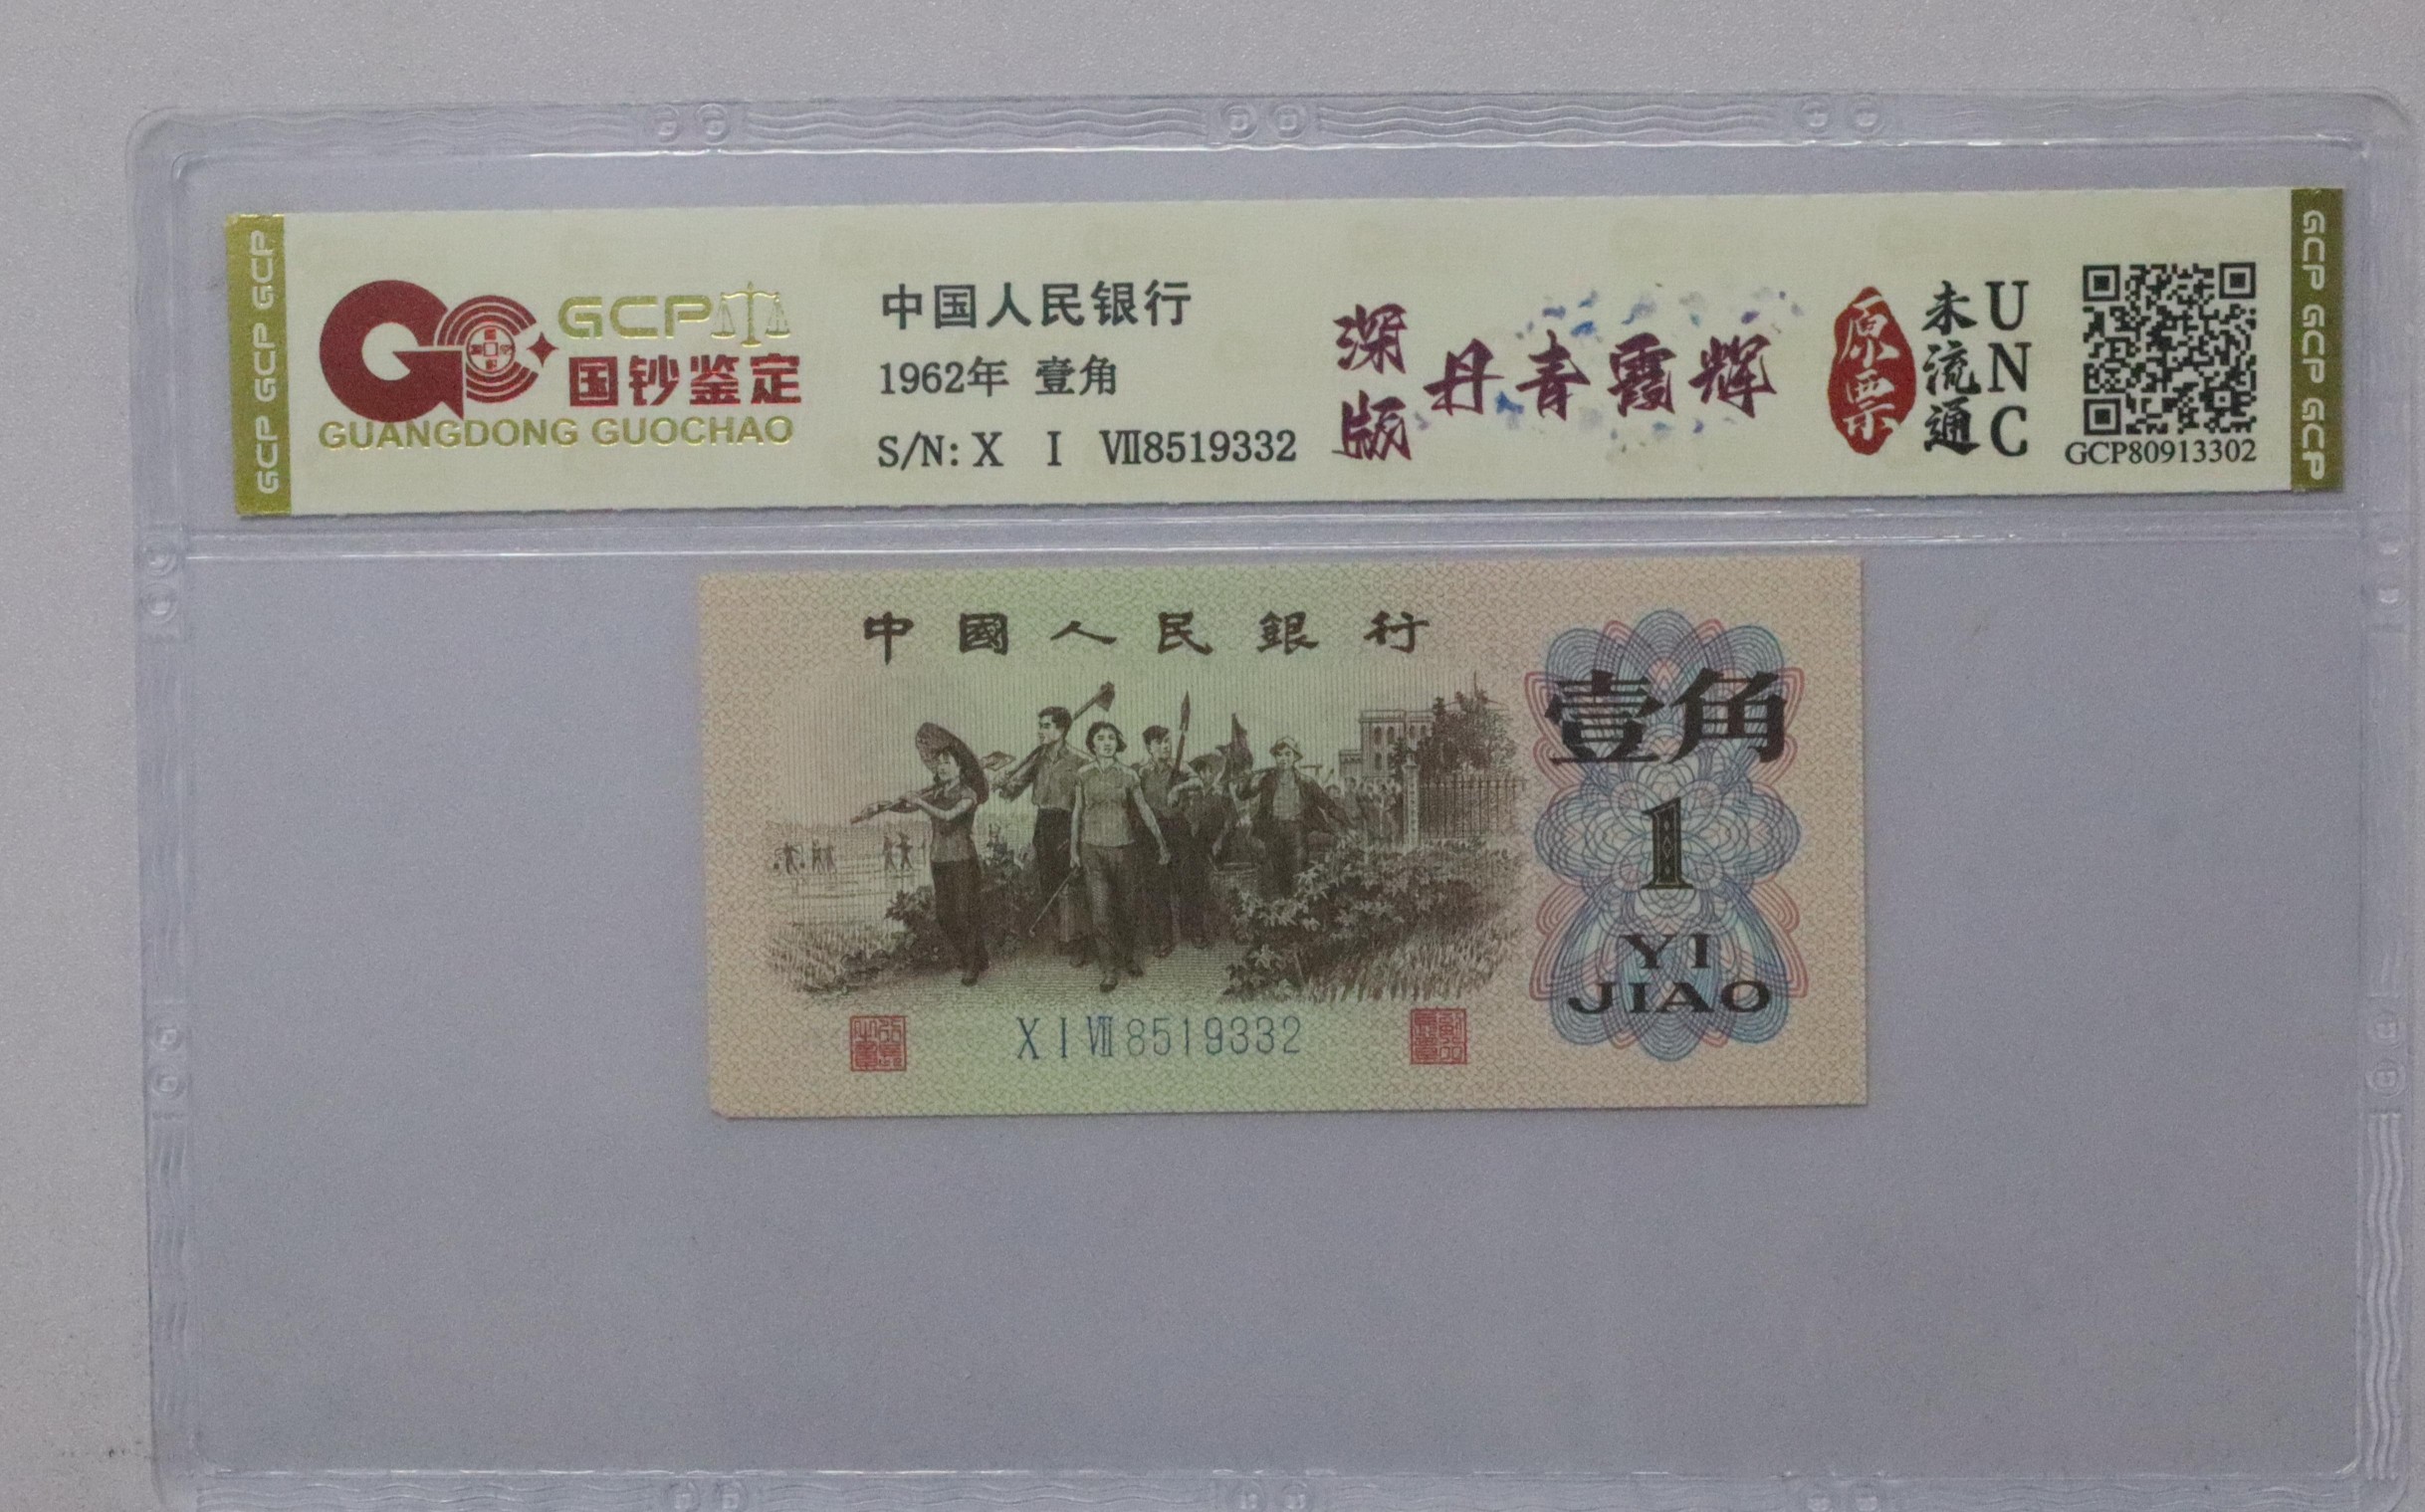 GCP GCP GCP
GCP
国钞鉴定
GUANGDONG GUOCHAO
中国人民银行
1962年 壹角
S/N: X I Ⅶ8519332
深版
丹青霞辉
原票
未流通
UNC
GCP80913302
GCP GCP GCP
中國人民銀行
壹角
1
YI
JIAO
X I Ⅶ 8519332